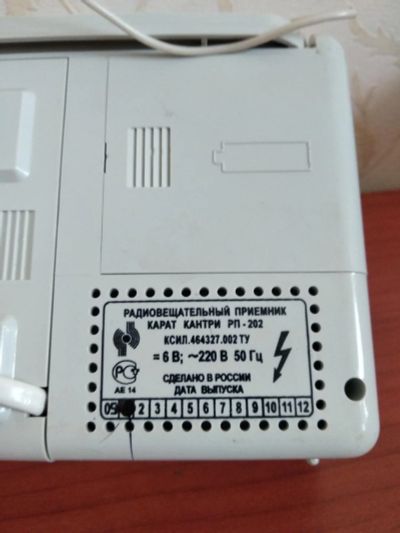 РАДИОВЕЩАТЕЛЬНЫЙ ПРИЕМНИК
КАРАТ КАНТРИ РП - 202
КСИЛ.464327.002 ТУ
= 6 В; ~220 В 50 Гц
РСТ
АЕ 14
СДЕЛАНО В РОССИИ
ДАТА ВЫПУСКА
05 2 3 4 5 6 7 8 9 10 11 12